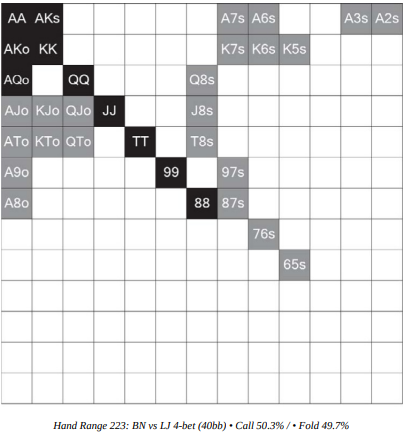 AA AKs A7s A6s A3s A2s
AKo KK K7s K6s K5s
AQo QQ Q8s
AJo KJo QJo JJ J8s
ATo KTo QTo TT T8s
A9o 99 97s
A8o 88 87s
76s
65s
Hand Range 223: BN vs LJ 4-bet (40bb) • Call 50.3% / • Fold 49.7%